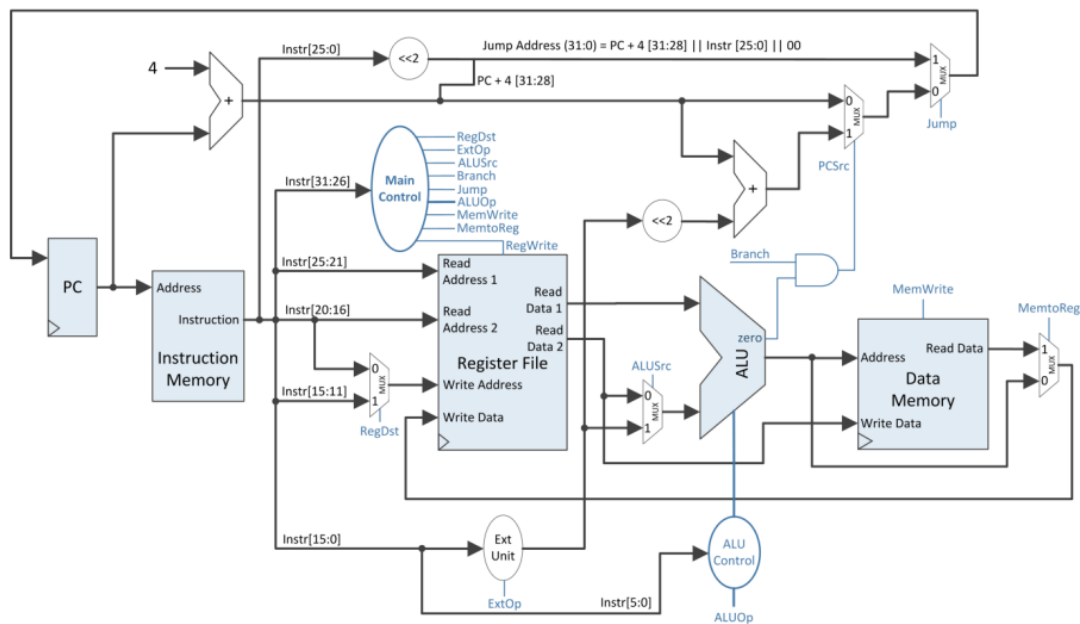 Instr[25:0]
<<2
Jump Address (31:0) = PC + 4 [31:28] || Instr [25:0] || 00
1
MUX
0
Jump
4
+
PC + 4 [31:28]
0
MUX
1
PCSrc
Main
Control
RegDst
ExtOp
ALUSrc
Branch
Jump
ALUOp
MemWrite
MemtoReg
RegWrite
Instr[31:26]
+
<<2
Branch
PC
Address
Instruction
Instruction
Memory
Instr[25:21]
Instr[20:16]
Instr[15:11]
0
MUX
1
RegDst
Read
Address 1
Read
Address 2
Register File
Write Address
Write Data
Read
Data 1
Read
Data 2
ALUSrc
0
MUX
1
zero
ALU
MemWrite
Address
Read Data
Data
Memory
Write Data
MemtoReg
1
MUX
0
Instr[15:0]
Ext
Unit
ExtOp
Instr[5:0]
ALU
Control
ALUOp